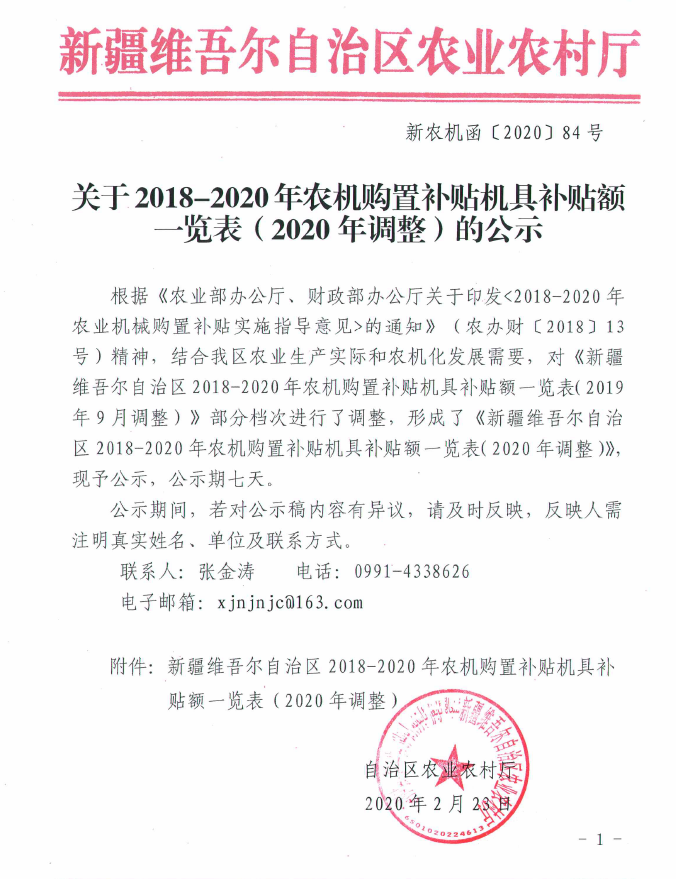 新疆维吾尔自治区农业农村厅
新农机函〔2020〕84 号
关于 2018-2020 年农机购置补贴机具补贴额
一览表（2020 年调整）的公示
根据《农业部办公厅、财政部办公厅关于印发<2018-2020 年
农业机械购置补贴实施指导意见>的通知》（农办财〔2018〕13
号）精神，结合我区农业生产实际和农机化发展需要，对《新疆
维吾尔自治区 2018-2020 年农机购置补贴机具补贴额一览表(2019
年 9 月调整）》部分档次进行了调整，形成了《新疆维吾尔自治
区 2018-2020 年农机购置补贴机具补贴额一览表(2020 年调整)》，
现予公示，公示期七天。
公示期间，若对公示稿内容有异议，请及时反映，反映人需
注明真实姓名、单位及联系方式。
联系人：张金涛 电话：0991-4338626
电子邮箱：xjnjnjc@163.com
附件：新疆维吾尔自治区 2018-2020 年农机购置补贴机具补
贴额一览表（2020 年调整）
新疆维吾尔自治区农业农村厅
自治区农业农村厅
2020 年 2 月 23 日
6501020224613
- 1 -